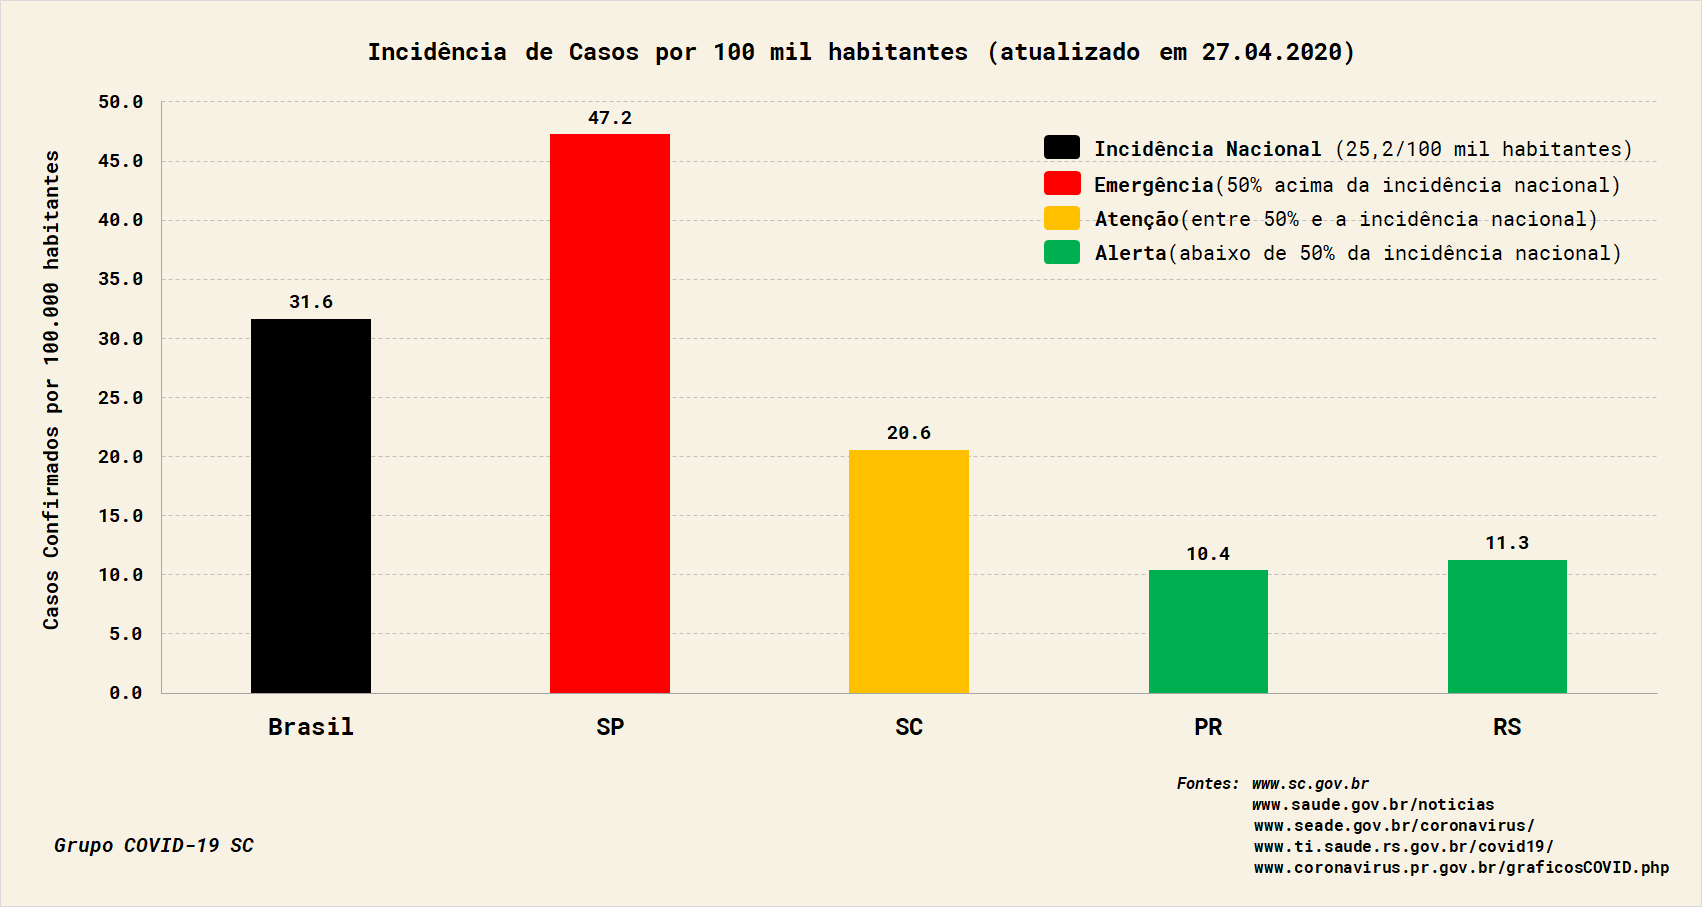 Incidência de Casos por 100 mil habitantes (atualizado em 27.04.2020)
Casos Confirmados por 100.000 habitantes
50.0
45.0
40.0
35.0
30.0
25.0
20.0
15.0
10.0
5.0
0.0
31.6
47.2
20.6
10.4
11.3
Incidência Nacional (25,2/100 mil habitantes)
Emergência(50% acima da incidência nacional)
Atenção(entre 50% e a incidência nacional)
Alerta(abaixo de 50% da incidência nacional)
Brasil
SP
SC
PR
RS
Fontes: www.sc.gov.br
www.saude.gov.br/noticias
www.seade.gov.br/coronavirus/
www.ti.saude.rs.gov.br/covid19/
www.coronavirus.pr.gov.br/graficosCOVID.php
Grupo COVID-19 SC